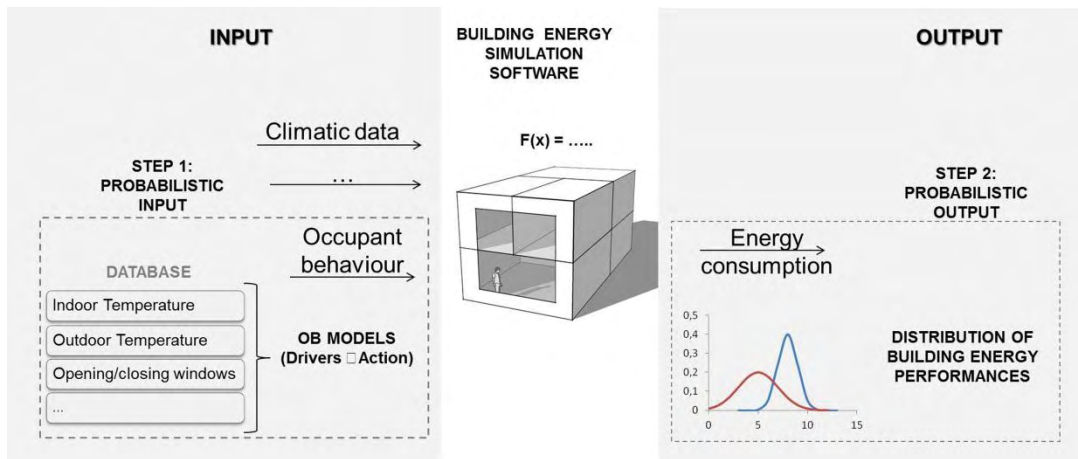 INPUT
Climatic data
...
STEP 1:
PROBABILISTIC
INPUT
Occupant
behaviour
DATABASE
Indoor Temperature
Outdoor Temperature
Opening/closing windows
...
OB MODELS
(Drivers □ Action)
BUILDING ENERGY
SIMULATION
SOFTWARE
F(x) = .....
OUTPUT
STEP 2:
PROBABILISTIC
OUTPUT
Energy
consumption
0,5
0,4
0,3
0,2
0,1
0
0 5 10 15
DISTRIBUTION OF
BUILDING ENERGY
PERFORMANCES